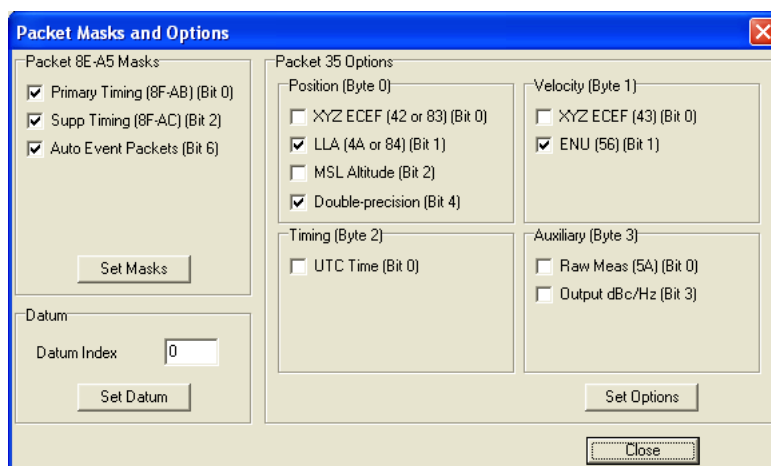 Packet Masks and Options
Packet 8E-A5 Masks
Primary Timing (8F-AB) (Bit 0)
Supp Timing (8F-AC) (Bit 2)
Auto Event Packets (Bit 6)
Set Masks
Datum
Datum Index 0
Set Datum
Packet 35 Options
Position (Byte 0)
XYZ ECEF (42 or 83) (Bit 0)
LLA (4A or 84) (Bit 1)
MSL Altitude (Bit 2)
Double-precision (Bit 4)
Velocity (Byte 1)
XYZ ECEF (43) (Bit 0)
ENU (56) (Bit 1)
Timing (Byte 2)
UTC Time (Bit 0)
Auxiliary (Byte 3)
Raw Meas (5A) (Bit 0)
Output dBc/Hz (Bit 3)
Set Options
Close